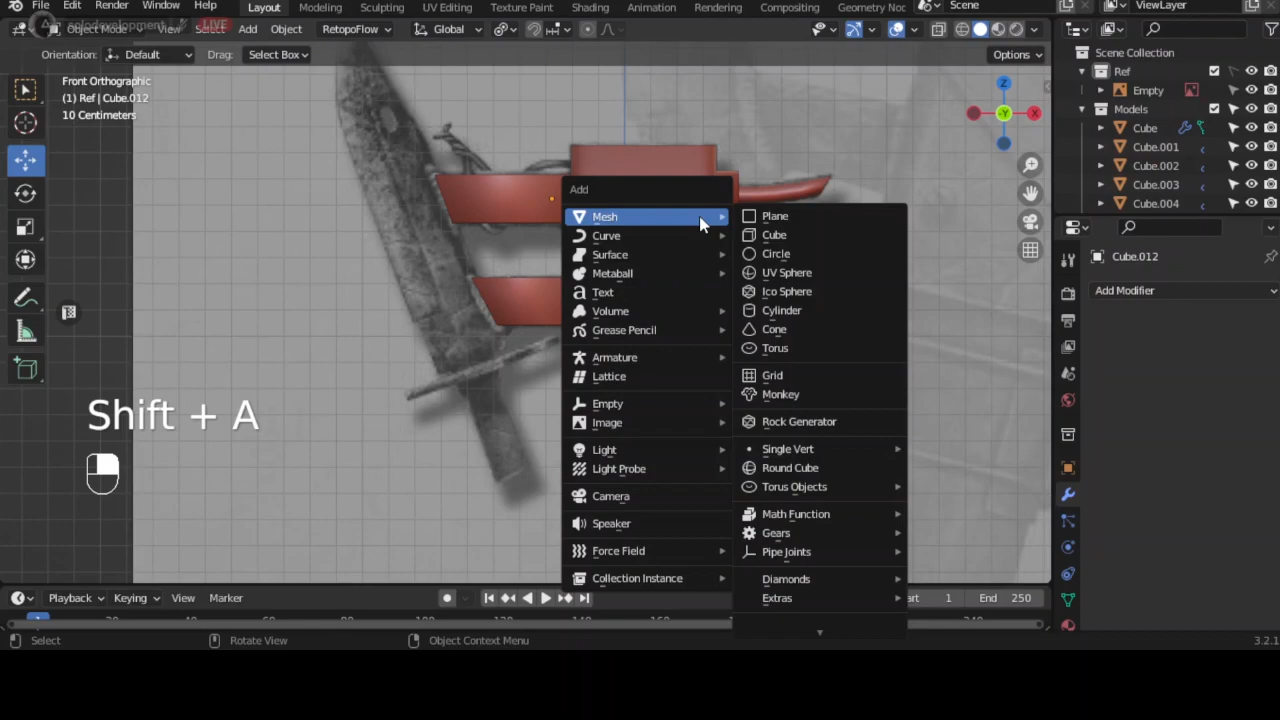 File Edit Render Window Help Layout Modeling Sculpting UV Editing Texture Paint Shading Animation Rendering Compositing Geometry Noc Scene ViewLayer
solodevelopment LIVE
Object Mode View Select Add Object RetopoFlow Global
Orientation: Default Drag: Select Box Options
Front Orthographic
(1) Ref | Cube.012
10 Centimeters
Z
X
-Y
Scene Collection
Ref
Empty
Models
Cube
Cube.001
Cube.002
Cube.003
Cube.004
Cube.012
Add Modifier
Add
Mesh
Curve
Surface
Metaball
Text
Volume
Grease Pencil
Armature
Lattice
Empty
Image
Light
Light Probe
Camera
Speaker
Force Field
Collection Instance
Plane
Cube
Circle
UV Sphere
Ico Sphere
Cylinder
Cone
Torus
Grid
Monkey
Rock Generator
Single Vert
Round Cube
Torus Objects
Math Function
Gears
Pipe Joints
Diamonds
Extras
Shift + A
Playback Keying View Marker art 1 End 250
Select Rotate View Object Context Menu 3.2.1